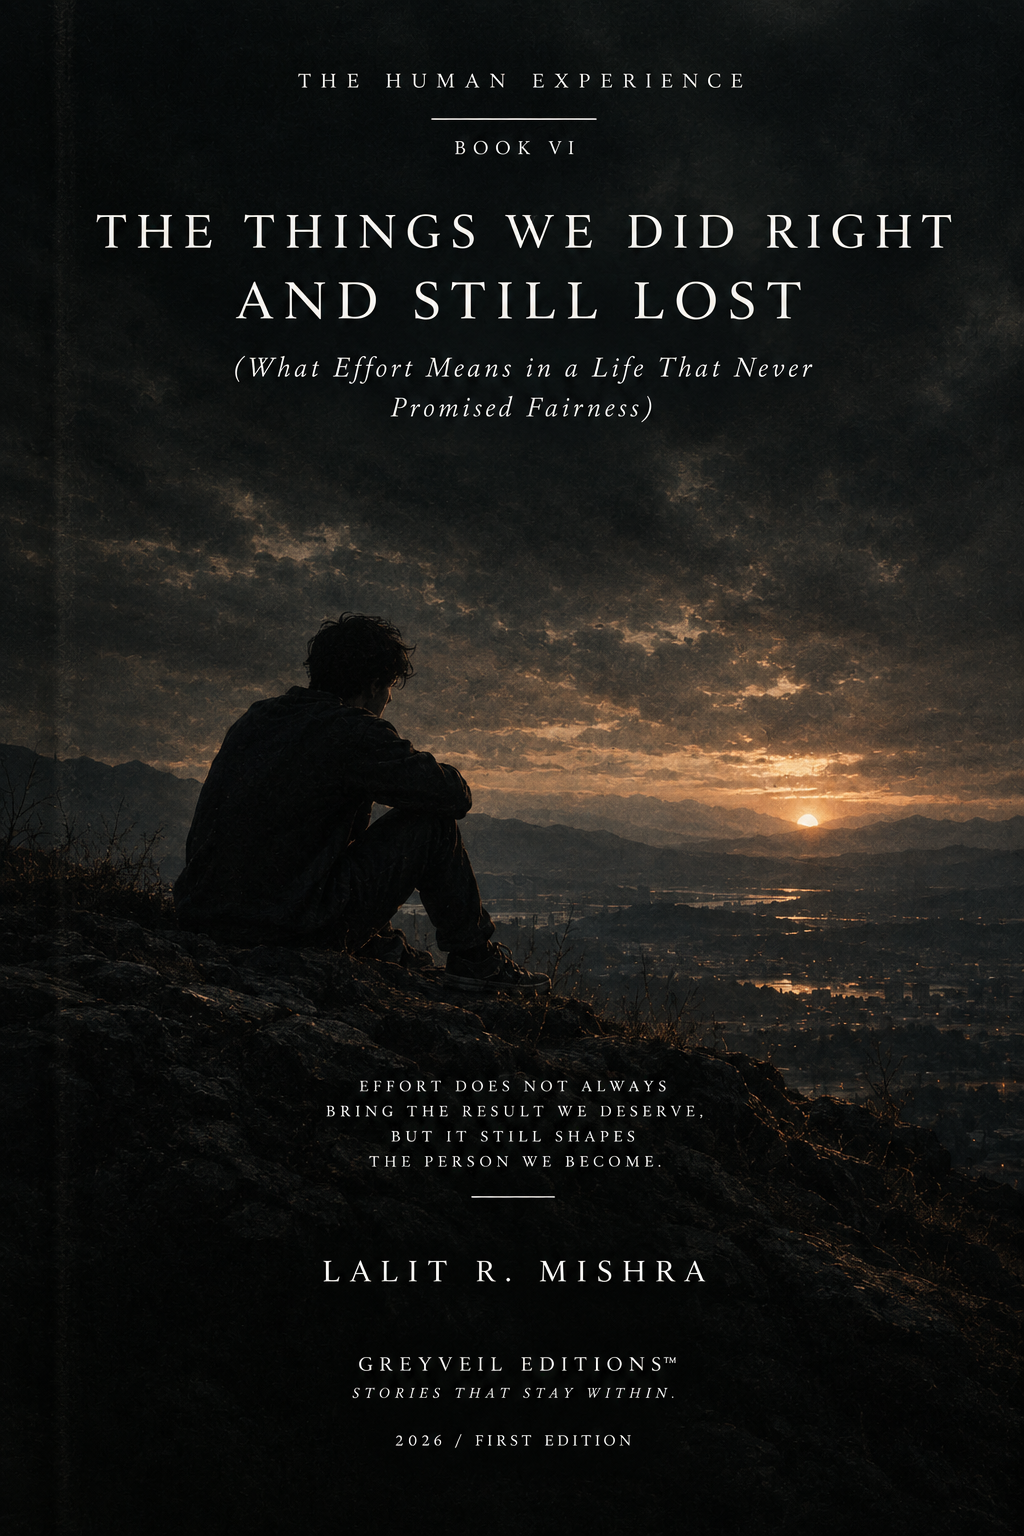 THE HUMAN EXPERIENCE
BOOK VI
THE THINGS WE DID RIGHT
AND STILL LOST
(What Effort Means in a Life That Never
Promised Fairness)
EFFORT DOES NOT ALWAYS
BRING THE RESULT WE DESERVE,
BUT IT STILL SHAPES
THE PERSON WE BECOME.
LALIT R. MISHRA
GREYVEIL EDITIONS™
STORIES THAT STAY WITHIN.
2026 / FIRST EDITION